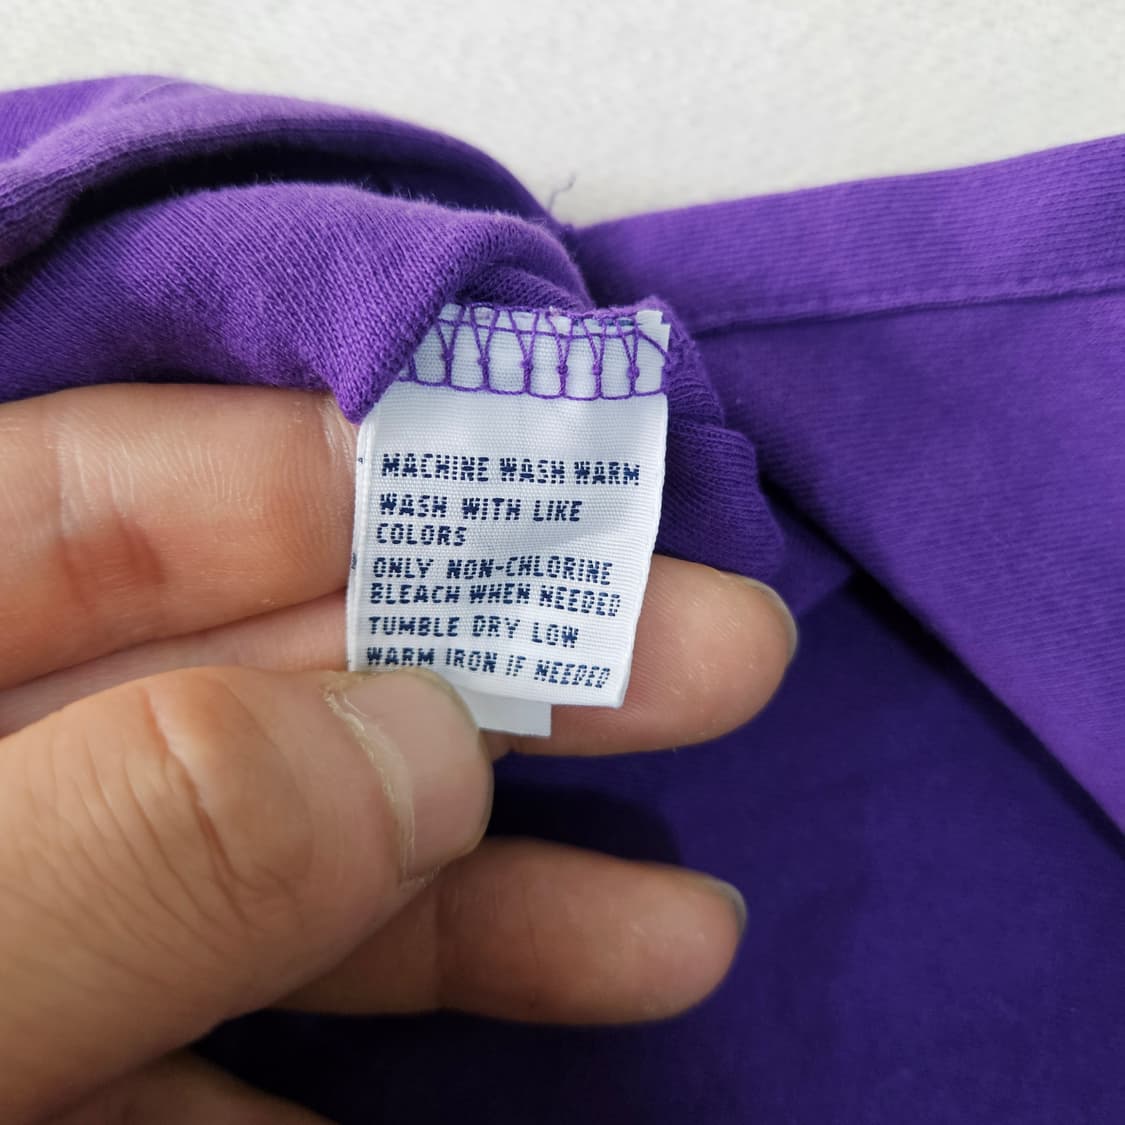 MACHINE WASH WARM
WASH WITH LIKE
COLORS
ONLY NON-CHLORINE
BLEACH WHEN NEEDED
TUMBLE DRY LOW
WARM IRON IF NEEDED